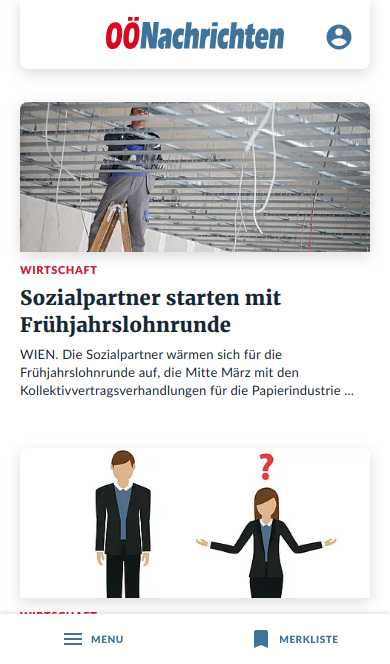 OÖNachrichten
WIRTSCHAFT
Sozialpartner starten mit
Frühjahrslohnrunde
WIEN. Die Sozialpartner wärmen sich für die
Frühjahrslohnrunde auf, die Mitte März mit den
Kollektivvertragsverhandlungen für die Papierindustrie ...
?
WIRTSCHAFT
MENU
MERKLISTE